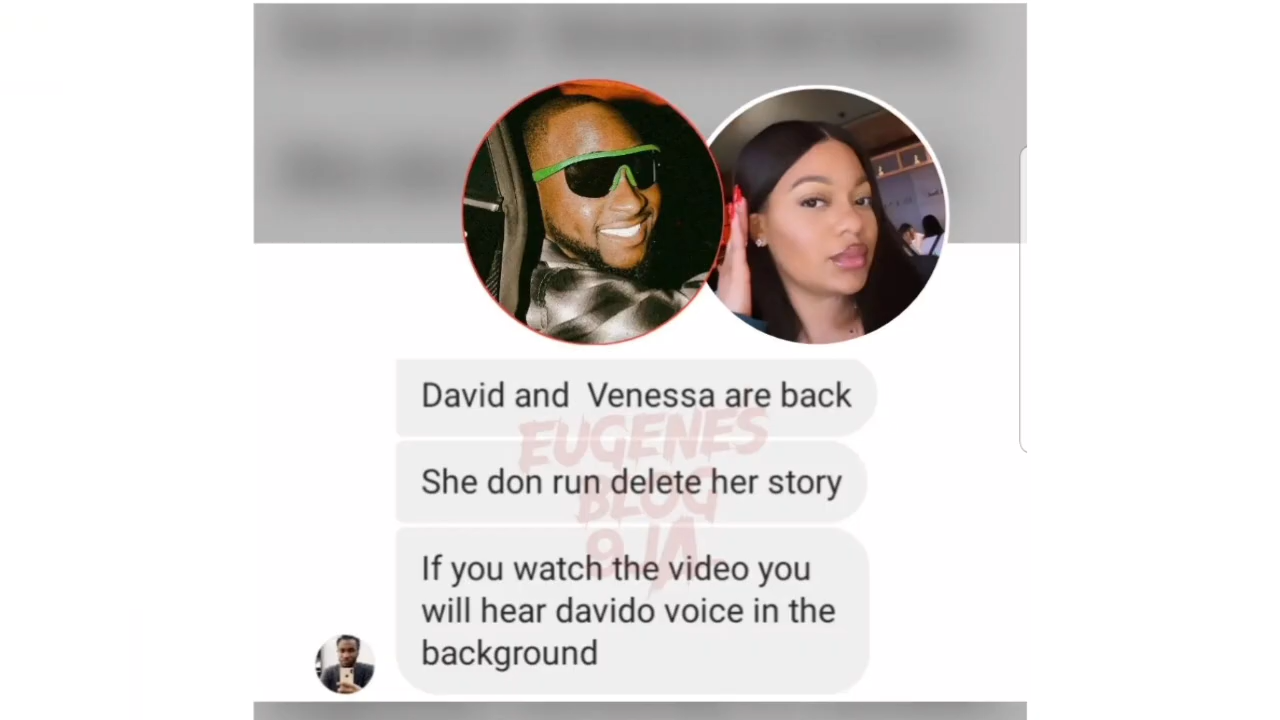 David and Venessa are back
She don run delete her story
If you watch the video you
will hear davido voice in the
background
EUGENES
BLOG
9JA